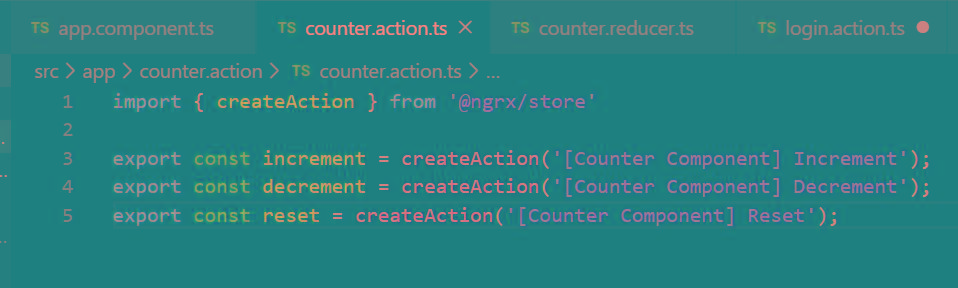 TS app.component.ts TS counter.action.ts × TS counter.reducer.ts TS login.action.ts ●
src > app > counter.action > TS counter.action.ts > ...
1 import { createAction } from '@ngrx/store'
2
3 export const increment = createAction('[Counter Component] Increment');
4 export const decrement = createAction('[Counter Component] Decrement');
5 export const reset = createAction('[Counter Component] Reset');